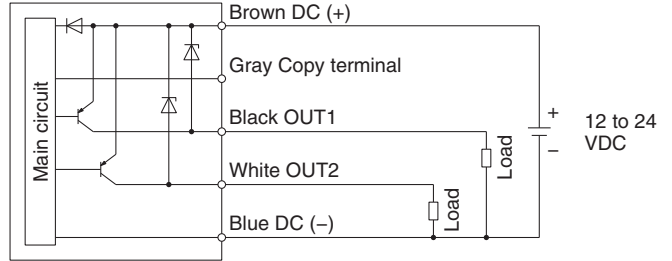 Brown DC (+)
Gray Copy terminal
Main circuit
Black OUT1
+
12 to 24
VDC
−
Load
White OUT2
Load
Blue DC (−)